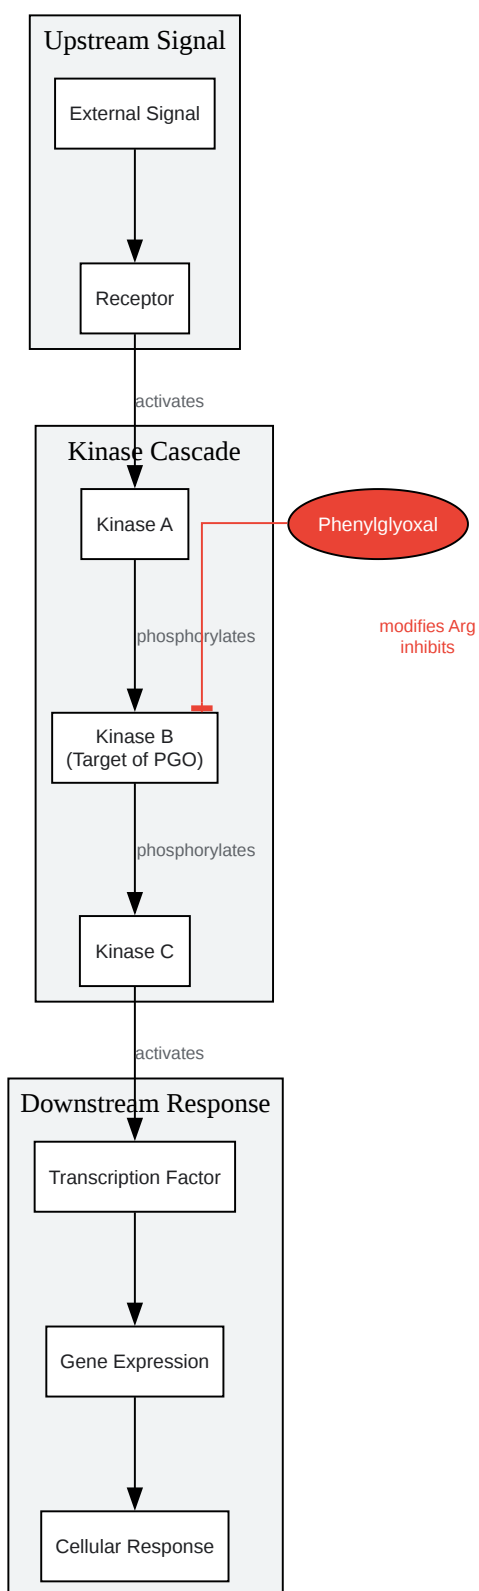 Upstream Signal
External Signal
Receptor
activates
Kinase Cascade
Kinase A
Phenylglyoxal
phosphorylates
modifies Arg
inhibits
Kinase B
(Target of PGO)
phosphorylates
Kinase C
activates
Downstream Response
Transcription Factor
Gene Expression
Cellular Response